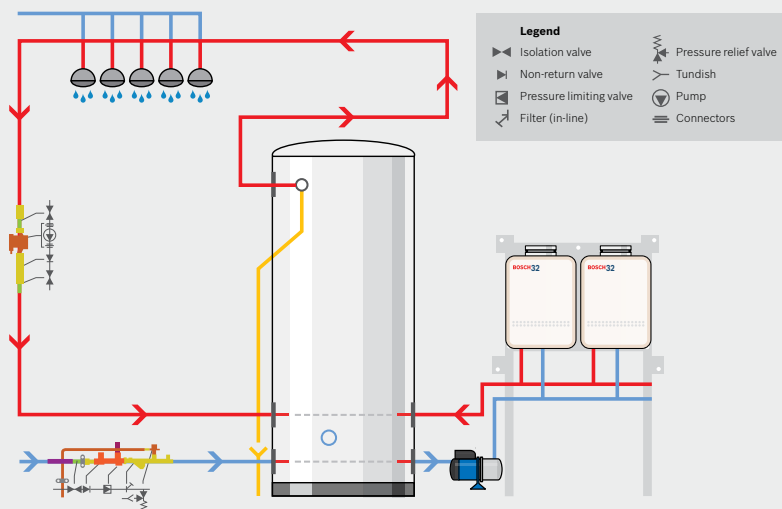 Legend
Isolation valve
Pressure relief valve
Non-return valve
Tundish
Pressure limiting valve
Pump
Filter (in-line)
Connectors
BOSCH 32
BOSCH 32